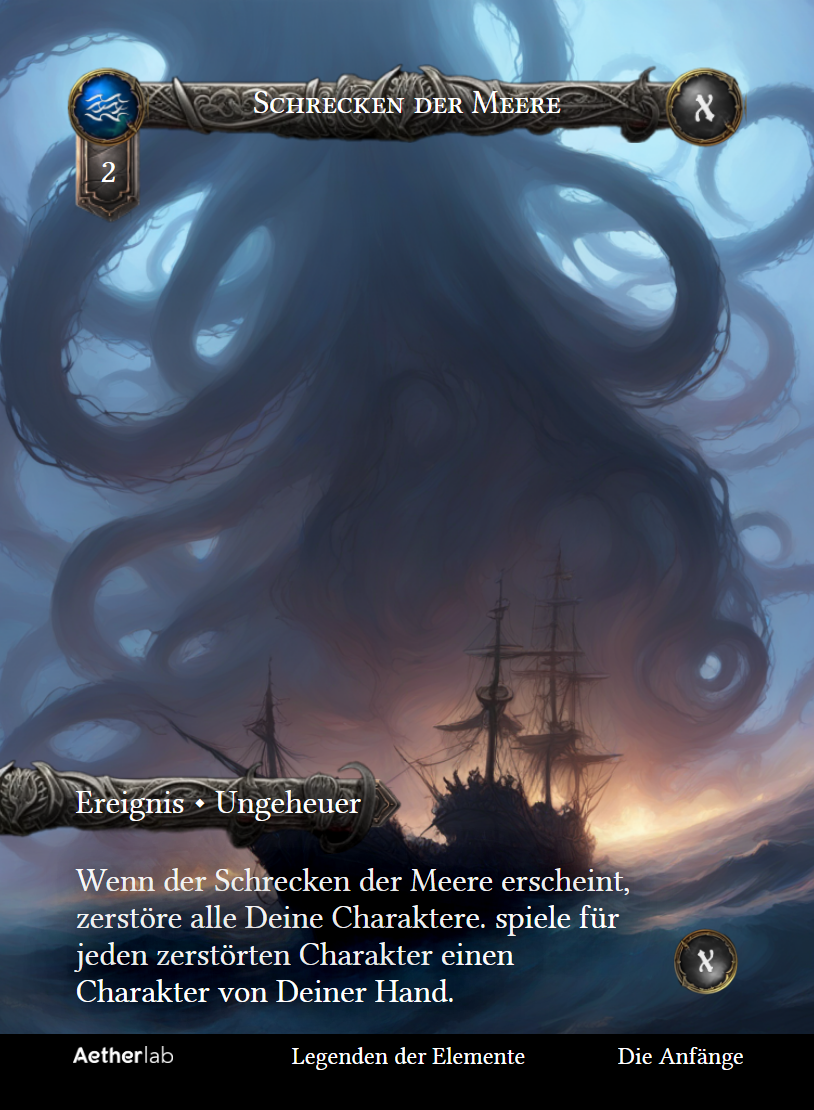 Schrecken der Meere
2
Ereignis • Ungeheuer
Wenn der Schrecken der Meere erscheint,
zerstöre alle Deine Charaktere. spiele für
jeden zerstörten Charakter einen
Charakter von Deiner Hand.
Aetherlab Legenden der Elemente Die Anfänge